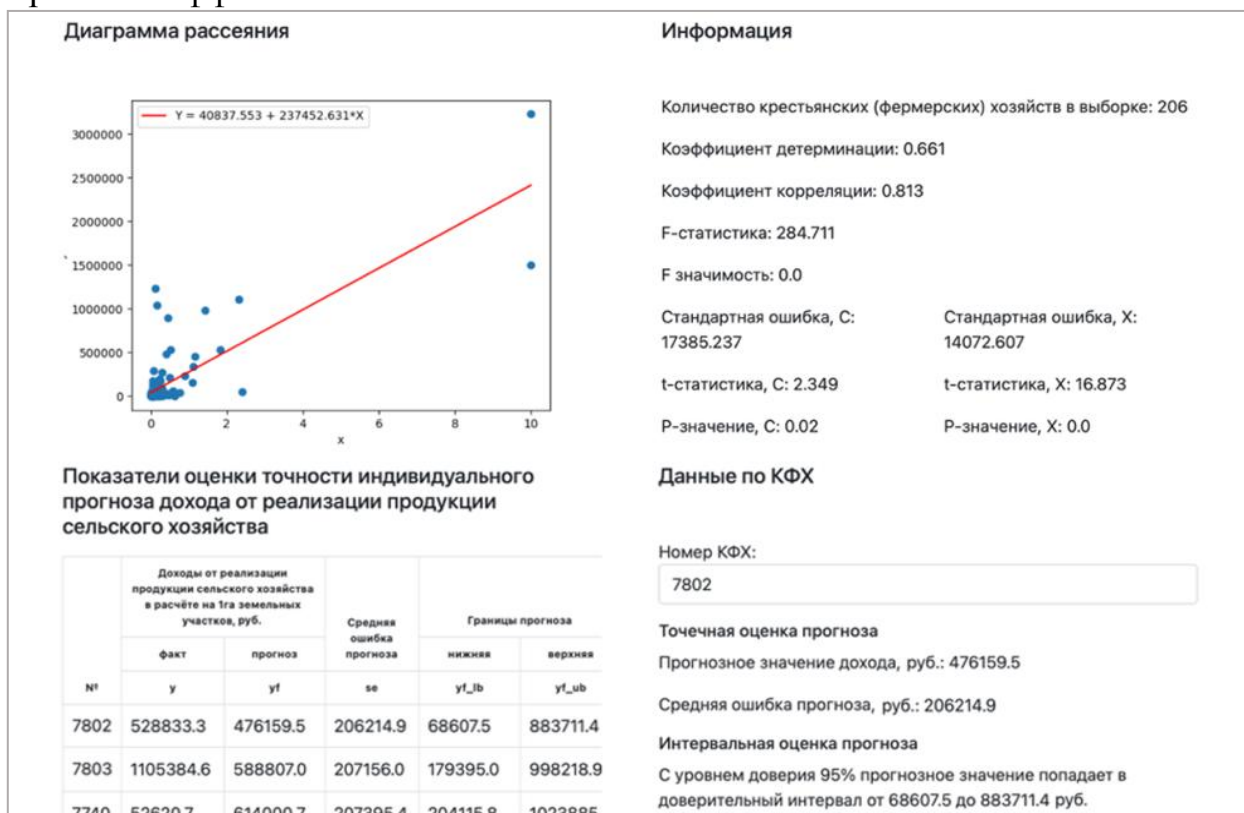 Диаграмма рассеяния
Y = 40837.553 + 237452.631*X
3000000
2500000
2000000
1500000
1000000
500000
0
0 2 4 6 8 10
x
Информация
Количество крестьянских (фермерских) хозяйств в выборке: 206
Коэффициент детерминации: 0.661
Коэффициент корреляции: 0.813
F-статистика: 284.711
F значимость: 0.0
Стандартная ошибка, C:
17385.237
Стандартная ошибка, X:
14072.607
t-статистика, C: 2.349
t-статистика, X: 16.873
P-значение, C: 0.02
P-значение, X: 0.0
Показатели оценки точности индивидуального
прогноза дохода от реализации продукции
сельского хозяйства
Доходы от реализации
продукции сельского хозяйства
в расчёте на 1га земельных
участков, руб.
Средняя
ошибка
прогноза
Границы прогноза
факт прогноз нижняя верхняя
№ y yf se yf_lb yf_ub
7802 528833.3 476159.5 206214.9 68607.5 883711.4
7803 1105384.6 588807.0 207156.0 179395.0 998218.9
Данные по КФХ
Номер КФХ:
7802
Точечная оценка прогноза
Прогнозное значение дохода, руб.: 476159.5
Средняя ошибка прогноза, руб.: 206214.9
Интервальная оценка прогноза
С уровнем доверия 95% прогнозное значение попадает в
доверительный интервал от 68607.5 до 883711.4 руб.